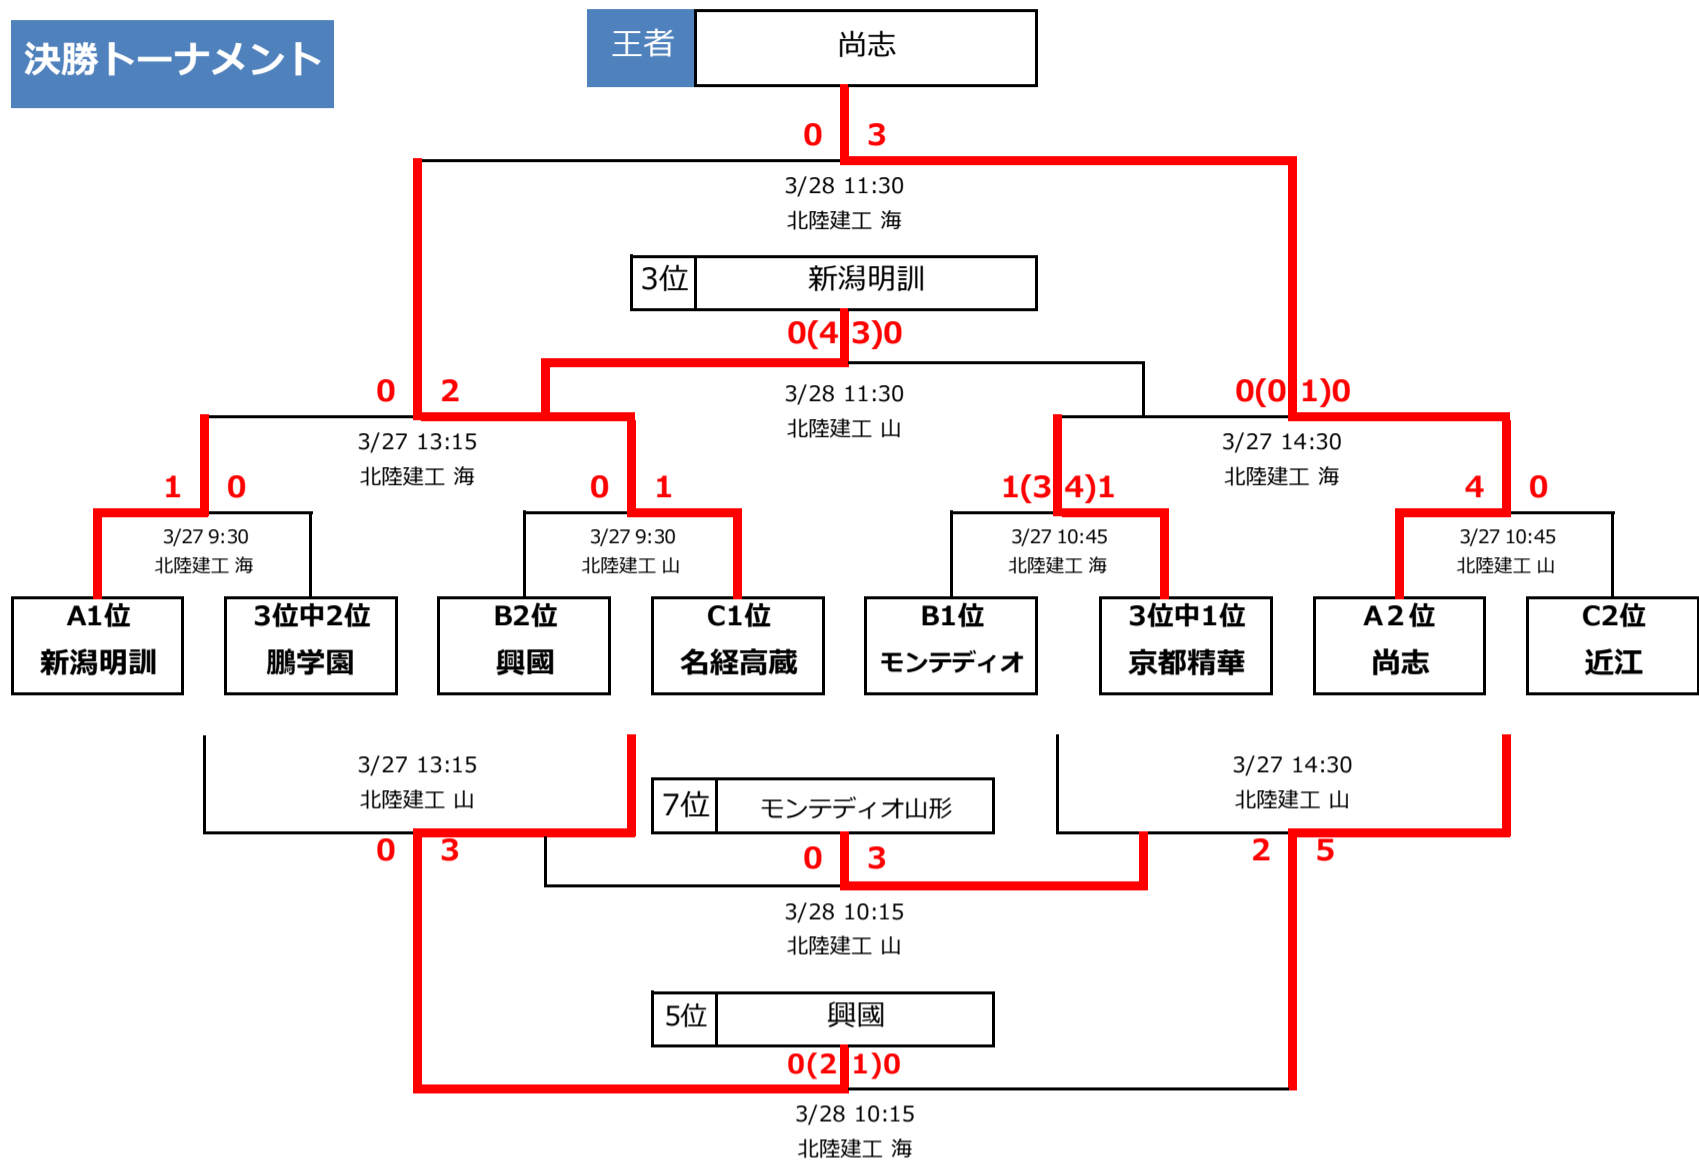 決勝トーナメント
王者 尚志
0 3
3/28 11:30
北陸建工 海
3位 新潟明訓
0(4 3)0
3/28 11:30
北陸建工 山
0 2
3/27 13:15
北陸建工 海
0(0 1)0
3/27 14:30
北陸建工 海
1 0
3/27 9:30
北陸建工 海
0 1
3/27 9:30
北陸建工 山
1(3 4)1
3/27 10:45
北陸建工 海
4 0
3/27 10:45
北陸建工 山
A1位
新潟明訓
3位中2位
鵬学園
B2位
興國
C1位
名経高蔵
B1位
モンテディオ
3位中1位
京都精華
A２位
尚志
C2位
近江
3/27 13:15
北陸建工 山
0 3
7位 モンテディオ山形
0 3
3/28 10:15
北陸建工 山
3/27 14:30
北陸建工 山
2 5
5位 興國
0(2 1)0
3/28 10:15
北陸建工 海